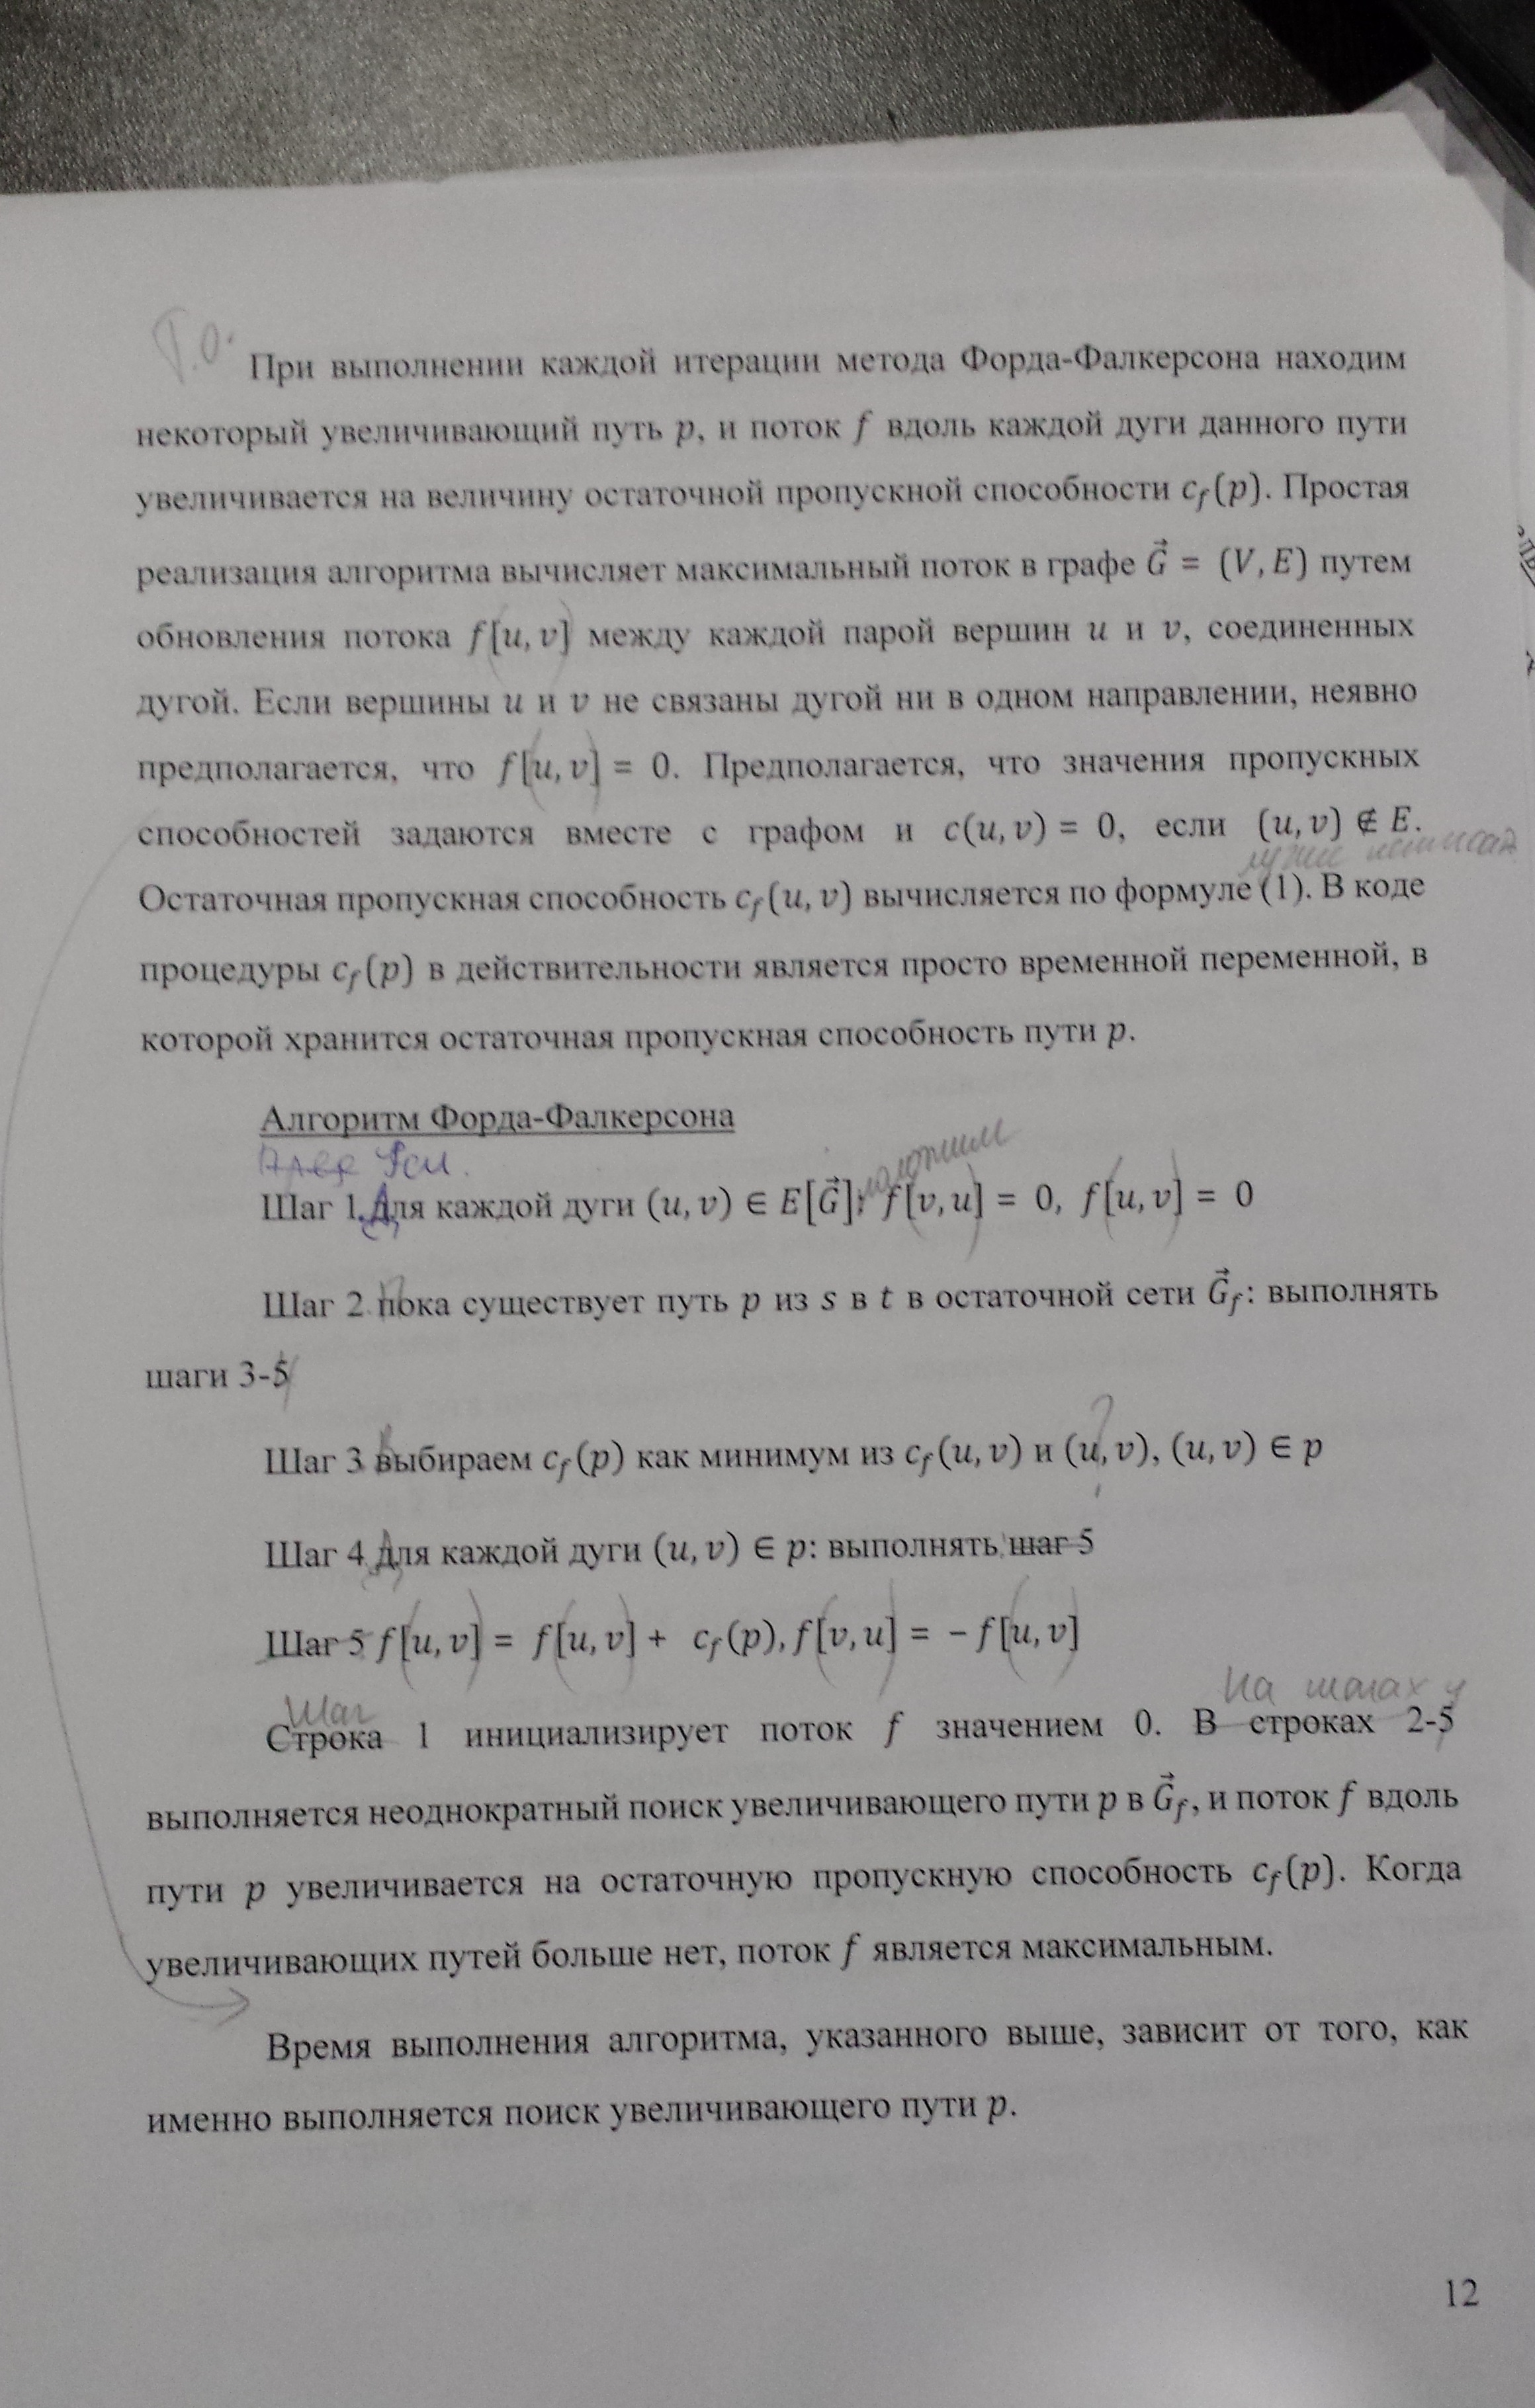 Т.О.
При выполнении каждой итерации метода Форда-Фалкерсона находим
некоторый увеличивающий путь p, и поток f вдоль каждой дуги данного пути
увеличивается на величину остаточной пропускной способности c_f(p). Простая
реализация алгоритма вычисляет максимальный поток в графе G⃗ = (V, E) путем
обновления потока f[u, v] между каждой парой вершин u и v, соединенных
дугой. Если вершины u и v не связаны дугой ни в одном направлении, неявно
предполагается, что f[u, v] = 0. Предполагается, что значения пропускных
способностей задаются вместе с графом и c(u, v) = 0, если (u, v) ∉ E.
Остаточная пропускная способность c_f(u, v) вычисляется по формуле (1). В коде
процедуры c_f(p) в действительности является просто временной переменной, в
которой хранится остаточная пропускная способность пути p.
Алгоритм Форда-Фалкерсона
положим
Шаг 1. Для каждой дуги (u, v) ∈ E[G⃗]: f[v, u] = 0, f[u, v] = 0
Шаг 2. пока существует путь p из s в t в остаточной сети G⃗_f: выполнять
шаги 3-5
?
Шаг 3. выбираем c_f(p) как минимум из c_f(u, v) и (u, v), (u, v) ∈ p
Шаг 4. для каждой дуги (u, v) ∈ p: выполнять шаг 5
Шаг 5 f[u, v] = f[u, v] + c_f(p), f[v, u] = − f[u, v]
Шаг
На шагах 4
Строка 1 инициализирует поток f значением 0. В строках 2-5
выполняется неоднократный поиск увеличивающего пути p в G⃗_f, и поток f вдоль
пути p увеличивается на остаточную пропускную способность c_f(p). Когда
увеличивающих путей больше нет, поток f является максимальным.
Время выполнения алгоритма, указанного выше, зависит от того, как
именно выполняется поиск увеличивающего пути p.
12